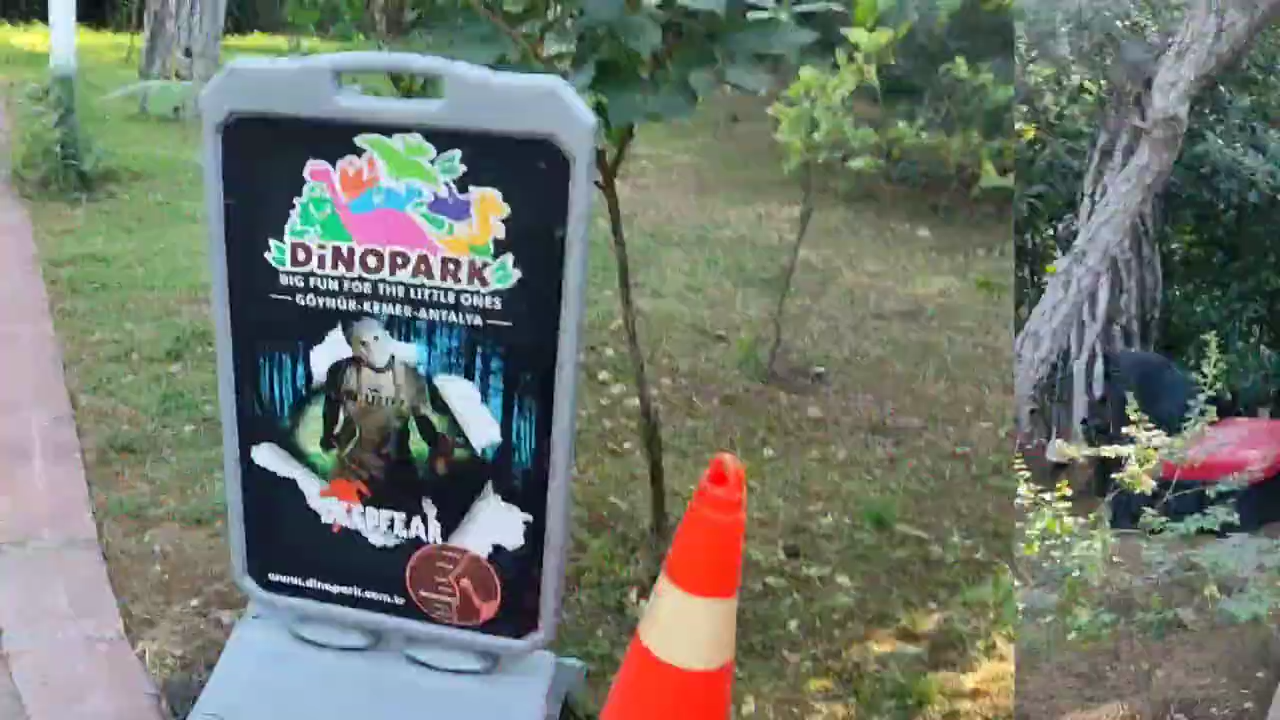 DiNOPARK
BIG FUN FOR THE LITTLE ONES
GÖYNÜK-KEMER-ANTALYA
www.dinopark.com.tr